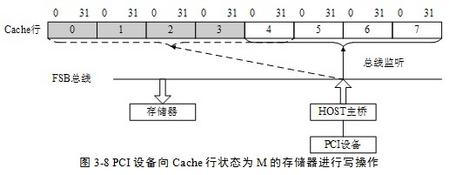 0 31 0 31 0 31 0 31 0 31 0 31 0 31 0 31
Cache行 0 1 2 3 4 5 6 7
总线监听
FSB总线
存储器 HOST主桥
PCI设备
图 3-8 PCI 设备向 Cache 行状态为 M 的存储器进行写操作